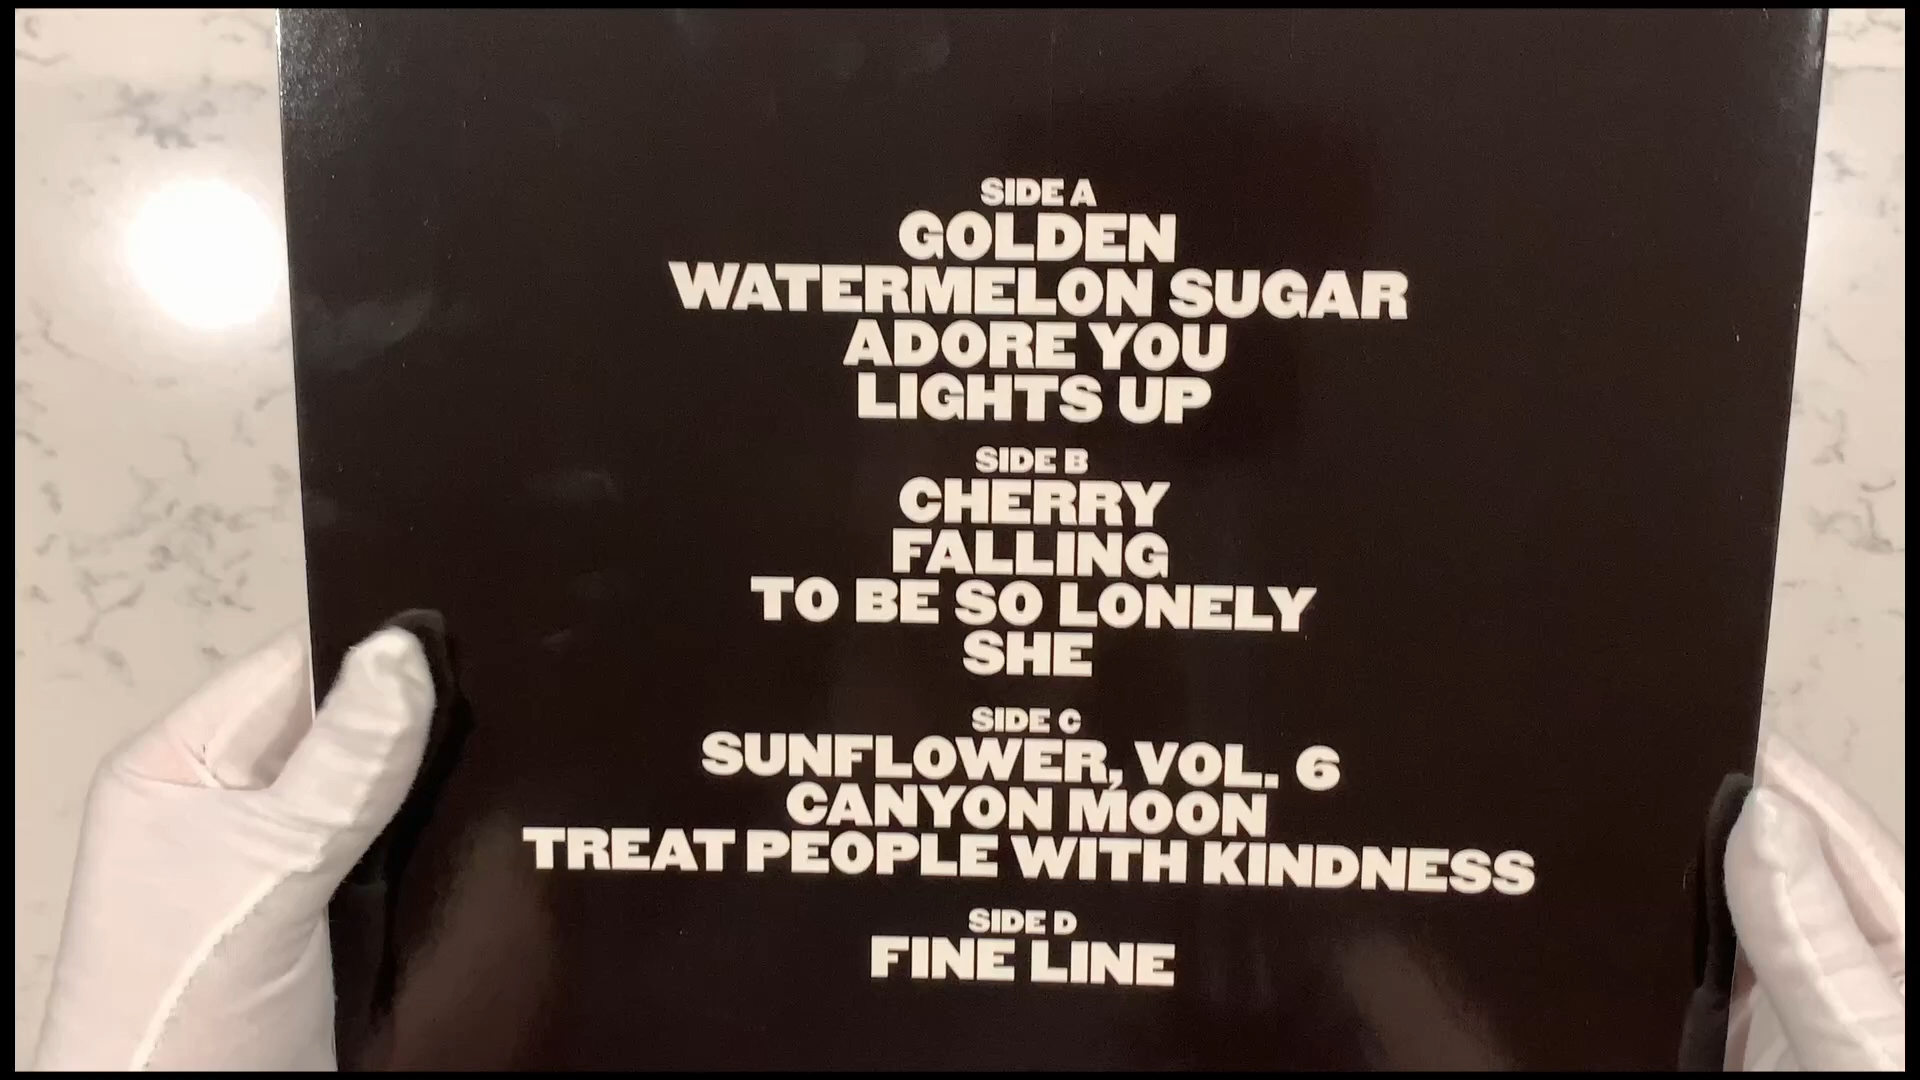 SIDE A
GOLDEN
WATERMELON SUGAR
ADORE YOU
LIGHTS UP
SIDE B
CHERRY
FALLING
TO BE SO LONELY
SHE
SIDE C
SUNFLOWER, VOL. 6
CANYON MOON
TREAT PEOPLE WITH KINDNESS
SIDE D
FINE LINE